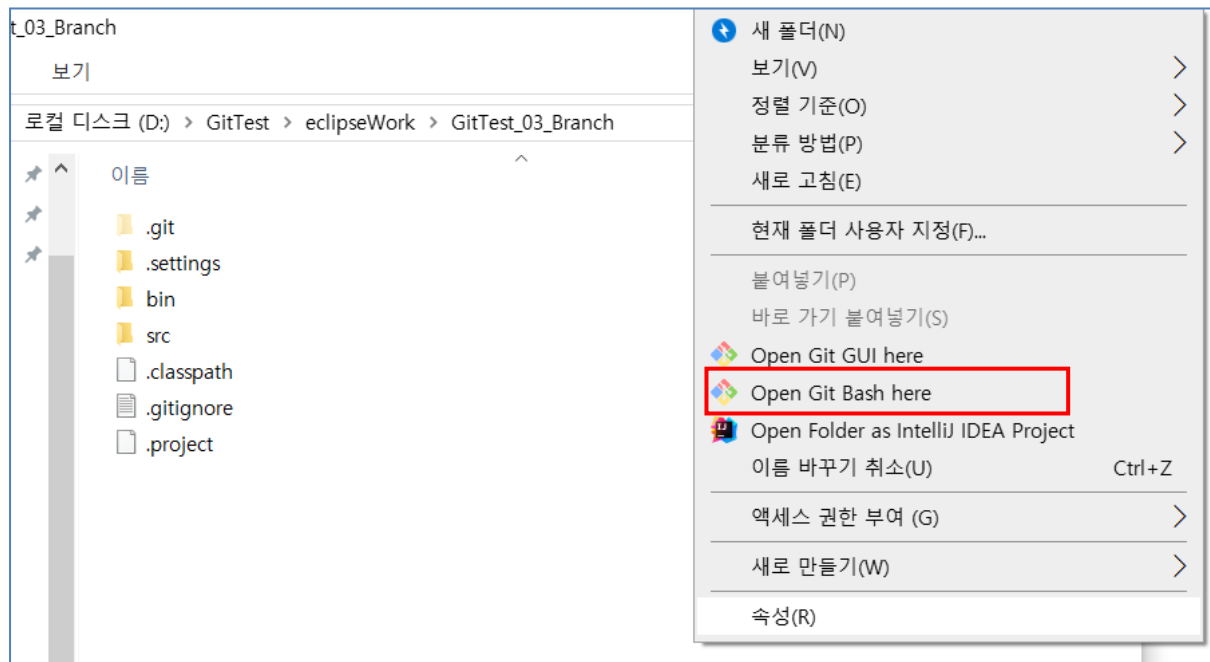 t_03_Branch
보기
로컬 디스크 (D:) > GitTest > eclipseWork > GitTest_03_Branch
이름
.git
.settings
bin
src
.classpath
.gitignore
.project
새 폴더(N)
보기(V)
정렬 기준(O)
분류 방법(P)
새로 고침(E)
현재 폴더 사용자 지정(F)...
붙여넣기(P)
바로 가기 붙여넣기(S)
Open Git GUI here
Open Git Bash here
Open Folder as IntelliJ IDEA Project
이름 바꾸기 취소(U) Ctrl+Z
액세스 권한 부여 (G)
새로 만들기(W)
속성(R)